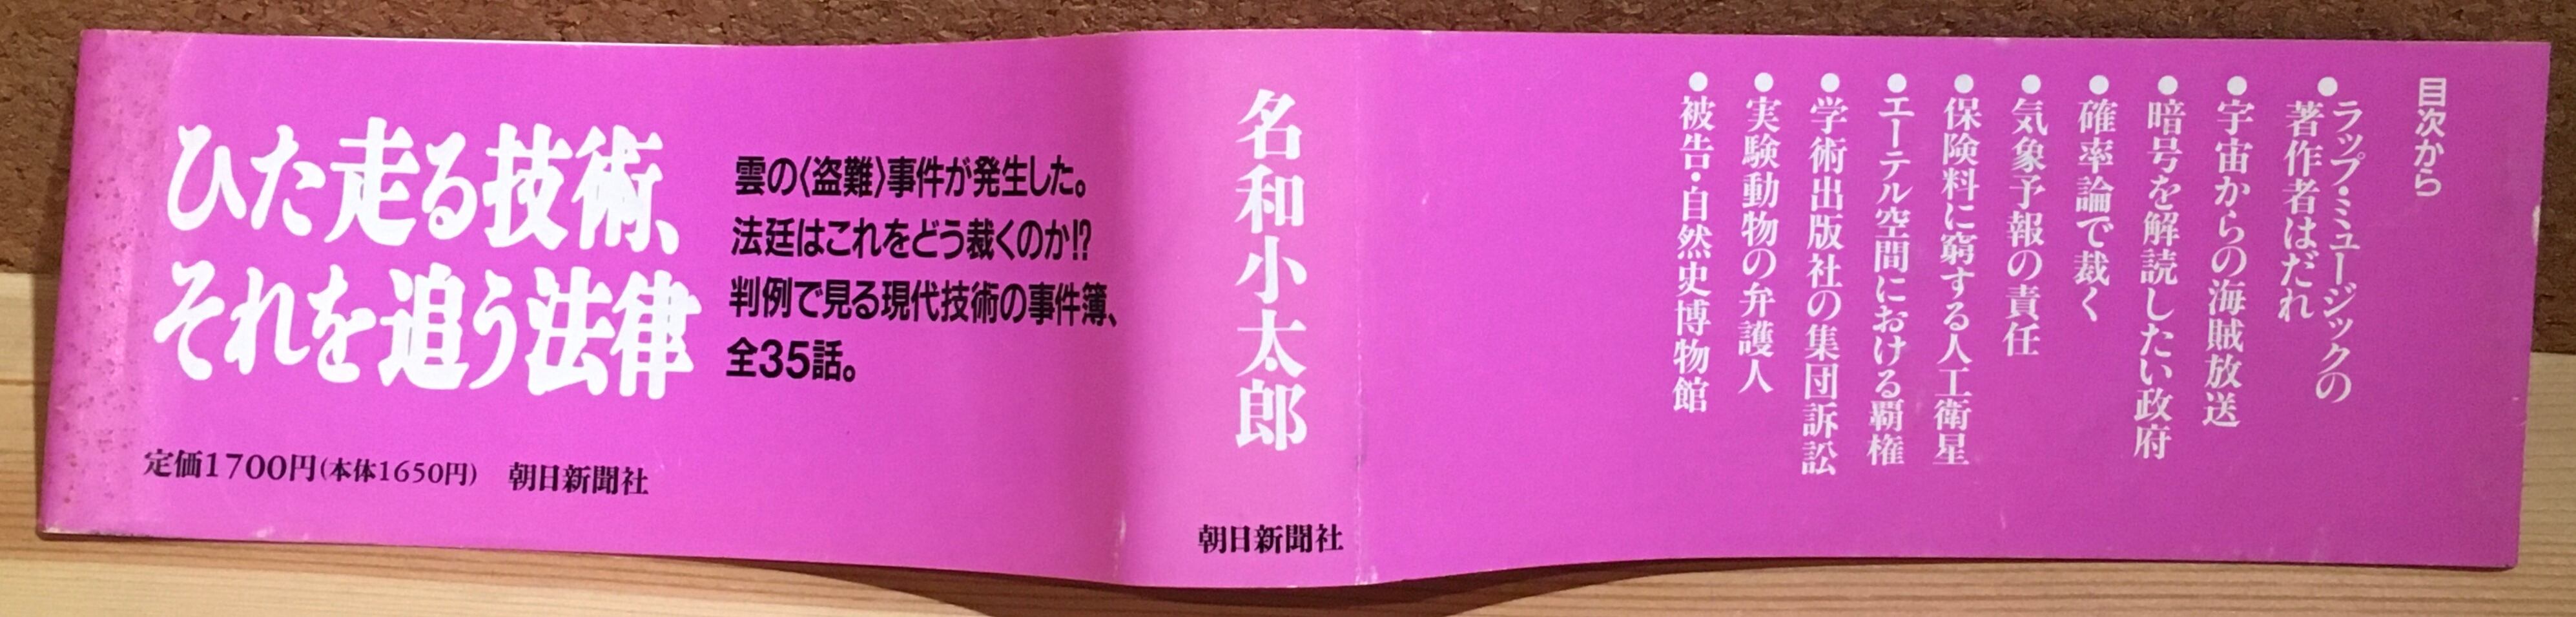 ひた走る技術、
それを追う法律
雲の〈盗難〉事件が発生した。
法廷はこれをどう裁くのか!?
判例で見る現代技術の事件簿、
全35話。
定価1700円(本体1650円) 朝日新聞社
名和小太郎
朝日新聞社
目次から
●ラップ・ミュージックの
著作者はだれ
●宇宙からの海賊放送
●暗号を解読したい政府
●確率論で裁く
●気象予報の責任
●保険料に窮する人工衛星
●エーテル空間における覇権
●学術出版社の集団訴訟
●実験動物の弁護人
●被告・自然史博物館